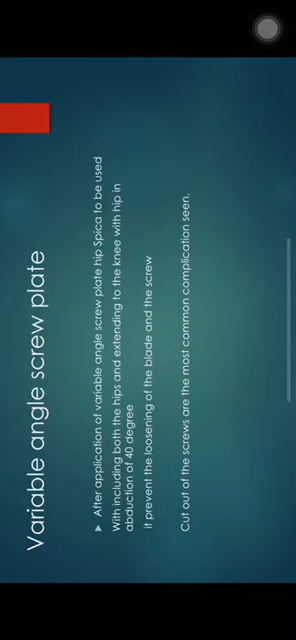 Variable angle screw plate
After application of variable angle screw plate hip Spica to be used
With including both the hips and extending to the knee with hip in
abduction of 40 degree
it prevent the loosening of the blade and the screw
Cut out of the screws are the most common complication seen.